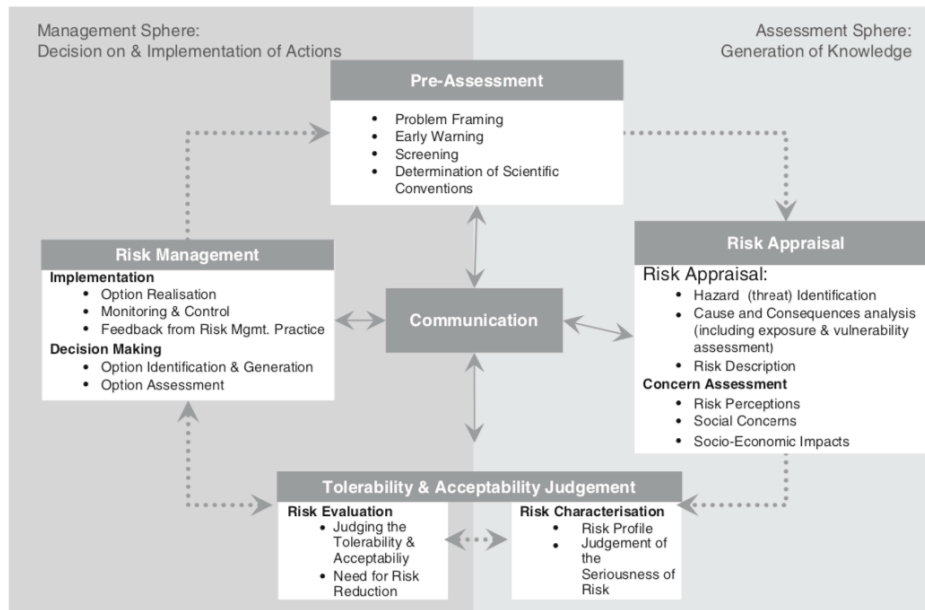 Management Sphere:
Decision on & Implementation of Actions
Assessment Sphere:
Generation of Knowledge
Pre-Assessment
• Problem Framing
• Early Warning
• Screening
• Determination of Scientific
Conventions
Risk Management
Implementation
• Option Realisation
• Monitoring & Control
• Feedback from Risk Mgmt. Practice
Decision Making
• Option Identification & Generation
• Option Assessment
Communication
Risk Appraisal
Risk Appraisal:
• Hazard (threat) Identification
• Cause and Consequences analysis
(including exposure & vulnerability
assessment)
• Risk Description
Concern Assessment
• Risk Perceptions
• Social Concerns
• Socio-Economic Impacts
Tolerability & Acceptability Judgement
Risk Evaluation
• Judging the
Tolerability &
Acceptabiliy
• Need for Risk
Reduction
Risk Characterisation
• Risk Profile
• Judgement of
the
Seriousness of
Risk